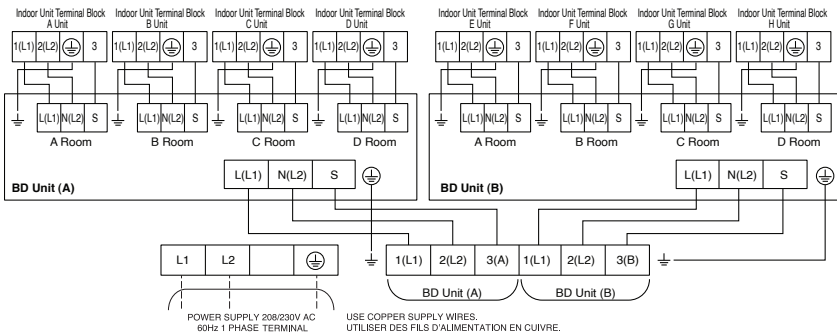 Indoor Unit Terminal Block
A Unit
Indoor Unit Terminal Block
B Unit
Indoor Unit Terminal Block
C Unit
Indoor Unit Terminal Block
D Unit
Indoor Unit Terminal Block
E Unit
Indoor Unit Terminal Block
F Unit
Indoor Unit Terminal Block
G Unit
Indoor Unit Terminal Block
H Unit
1(L1) 2(L2) 3
1(L1) 2(L2) 3
1(L1) 2(L2) 3
1(L1) 2(L2) 3
1(L1) 2(L2) 3
1(L1) 2(L2) 3
1(L1) 2(L2) 3
1(L1) 2(L2) 3
L(L1) N(L2) S
L(L1) N(L2) S
L(L1) N(L2) S
L(L1) N(L2) S
L(L1) N(L2) S
L(L1) N(L2) S
L(L1) N(L2) S
L(L1) N(L2) S
A Room
B Room
C Room
D Room
A Room
B Room
C Room
D Room
L(L1) N(L2) S
L(L1) N(L2) S
BD Unit (A)
BD Unit (B)
L1 L2
1(L1) 2(L2) 3(A) 1(L1) 2(L2) 3(B)
BD Unit (A)
BD Unit (B)
POWER SUPPLY 208/230V AC
60Hz 1 PHASE TERMINAL
USE COPPER SUPPLY WIRES.
UTILISER DES FILS D'ALIMENTATION EN CUIVRE.